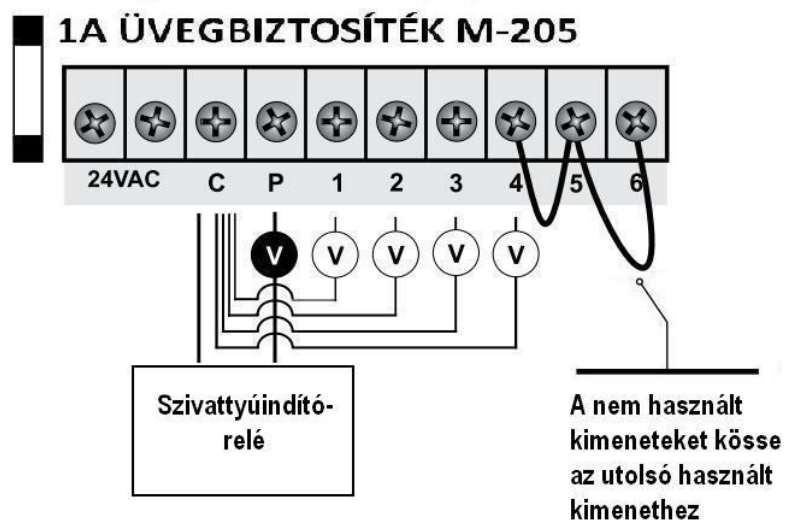 1A ÜVEGBIZTOSÍTÉK M-205
24VAC C P 1 2 3 4 5 6
V V V V V
Szivattyúindító-
relé
A nem használt
kimeneteket kösse
az utolsó használt
kimenethez